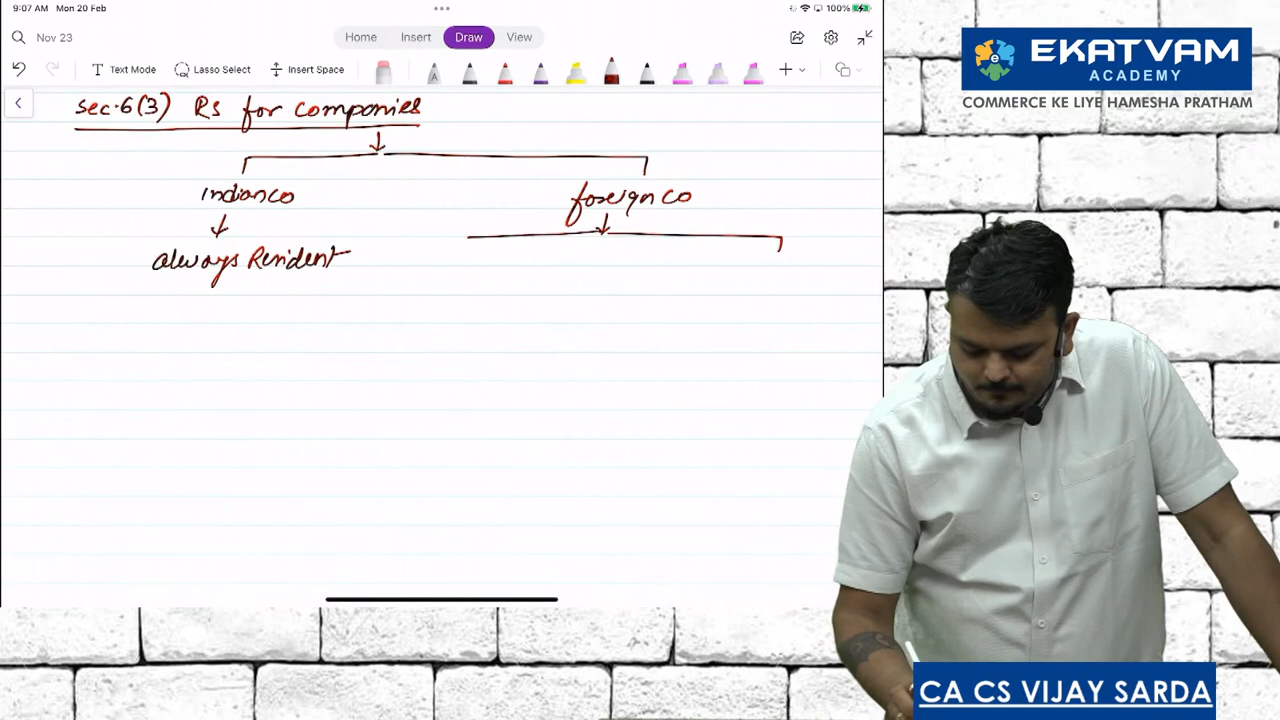 9:07 AM Mon 20 Feb
100%
Nov 23
Home Insert Draw View
Text Mode Lasso Select Insert Space
sec.6(3) RS for companies
indian co
foreign co
always Resident
EKATVAM
ACADEMY
COMMERCE KE LIYE HAMESHA PRATHAM
CA CS VIJAY SARDA